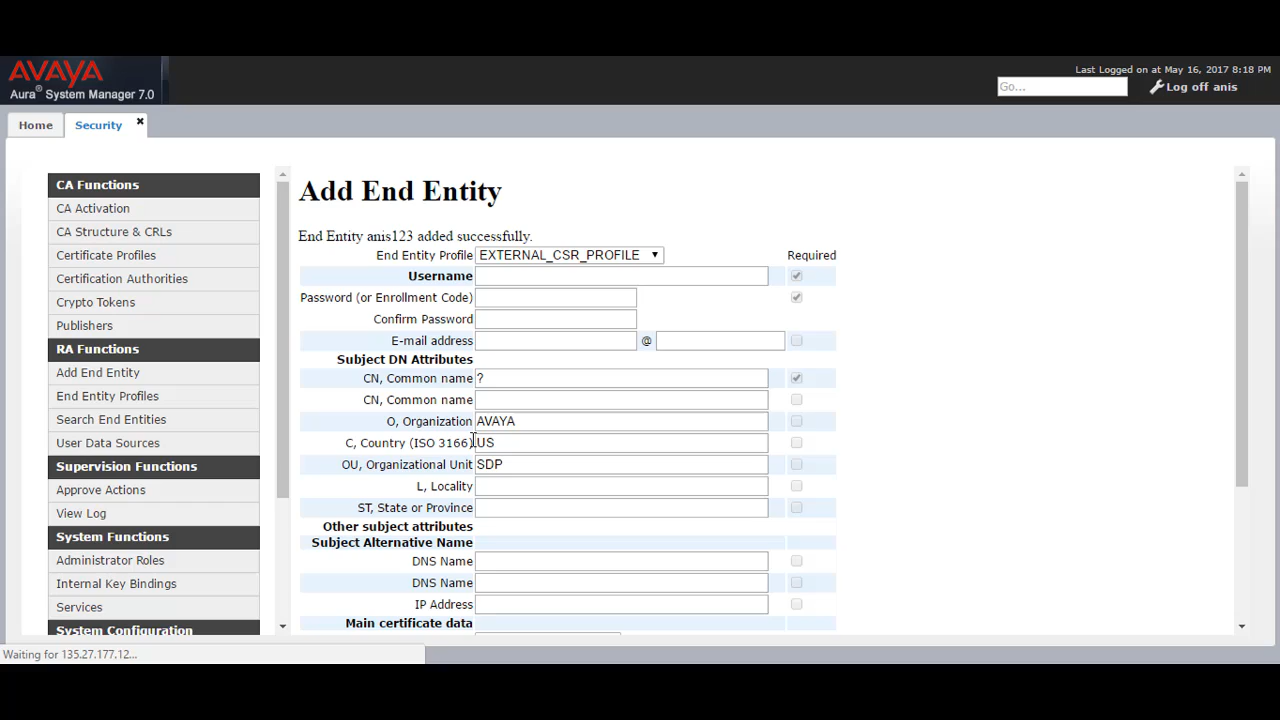 AVAYA
Aura® System Manager 7.0
Last Logged on at May 16, 2017 8:18 PM
Go...
Log off anis
Home
Security
CA Functions
CA Activation
CA Structure & CRLs
Certificate Profiles
Certification Authorities
Crypto Tokens
Publishers
RA Functions
Add End Entity
End Entity Profiles
Search End Entities
User Data Sources
Supervision Functions
Approve Actions
View Log
System Functions
Administrator Roles
Internal Key Bindings
Services
System Configuration
Add End Entity
End Entity anis123 added successfully.
End Entity Profile EXTERNAL_CSR_PROFILE Required
Username
Password (or Enrollment Code)
Confirm Password
E-mail address @
Subject DN Attributes
CN, Common name ?
CN, Common name
O, Organization AVAYA
C, Country (ISO 3166) US
OU, Organizational Unit SDP
L, Locality
ST, State or Province
Other subject attributes
Subject Alternative Name
DNS Name
DNS Name
IP Address
Main certificate data
Waiting for 135.27.177.12...